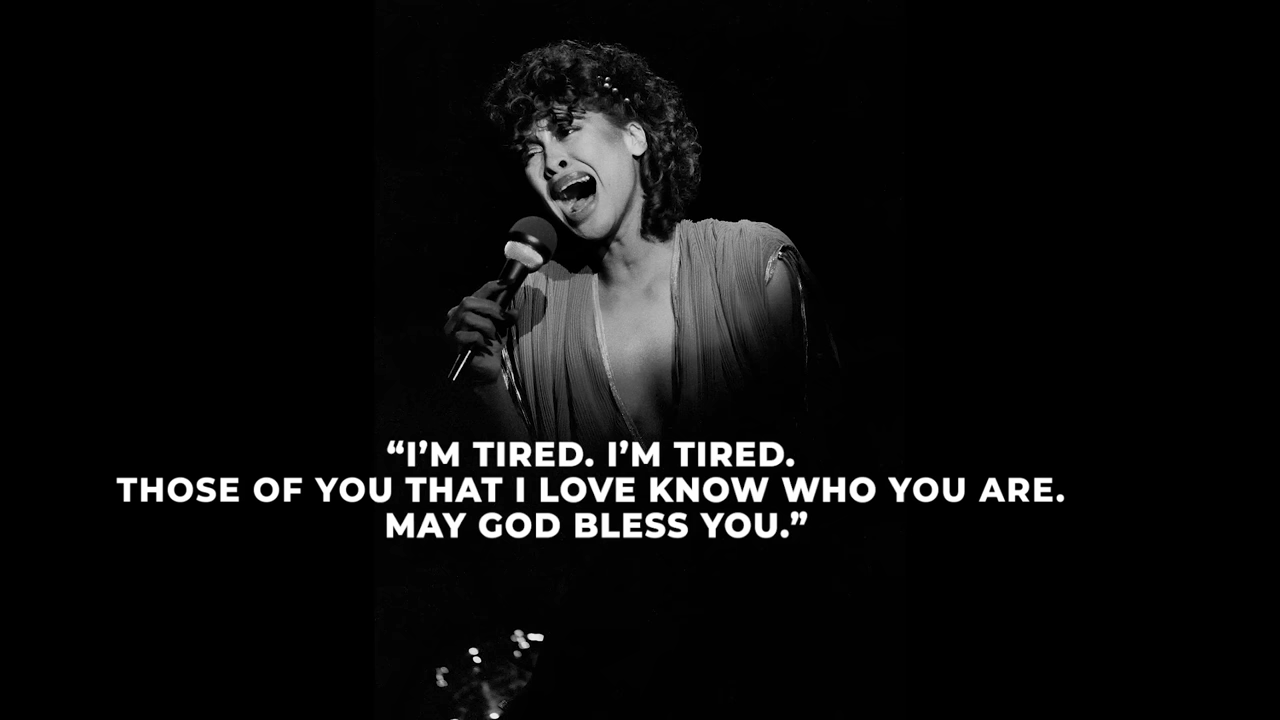 “I’M TIRED. I’M TIRED.
THOSE OF YOU THAT I LOVE KNOW WHO YOU ARE.
MAY GOD BLESS YOU.”